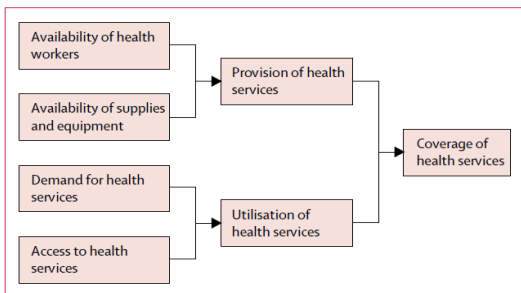 Availability of health
workers
Availability of supplies
and equipment
Demand for health
services
Access to health
services
Provision of health
services
Utilisation of
health services
Coverage of
health services